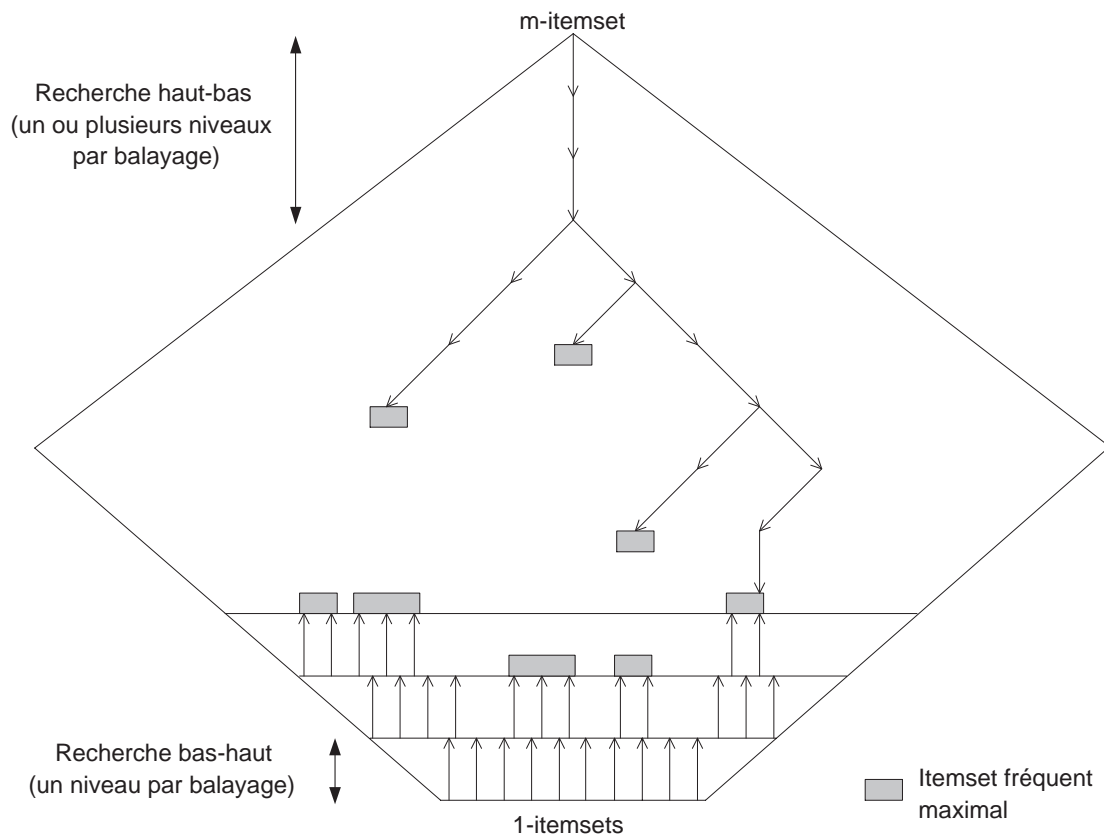 m-itemset
Recherche haut-bas
(un ou plusieurs niveaux
par balayage)
Recherche bas-haut
(un niveau par balayage)
1-itemsets
Itemset fréquent
maximal